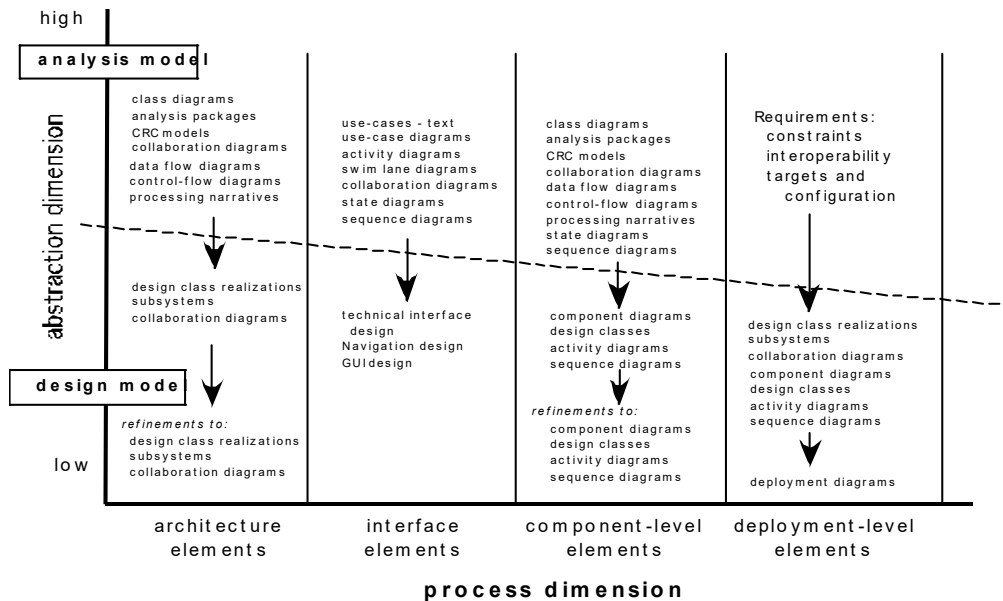 high
analysis model
class diagrams
analysis packages
CRC models
collaboration diagrams
data flow diagrams
control-flow diagrams
processing narratives
use-cases - text
use-case diagrams
activity diagrams
swim lane diagrams
collaboration diagrams
state diagrams
sequence diagrams
class diagrams
analysis packages
CRC models
collaboration diagrams
data flow diagrams
control-flow diagrams
processing narratives
state diagrams
sequence diagrams
Requirements:
constraints
interoperability
targets and
configuration
abstraction dimension
design class realizations
subsystems
collaboration diagrams
technical interface
design
Navigation design
GUI design
component diagrams
design classes
activity diagrams
sequence diagrams
design class realizations
subsystems
collaboration diagrams
component diagrams
design classes
activity diagrams
sequence diagrams
design model
refinements to:
design class realizations
subsystems
collaboration diagrams
refinements to:
component diagrams
design classes
activity diagrams
sequence diagrams
deployment diagrams
low
architecture
elements
interface
elements
component-level
elements
deployment-level
elements
process dimension